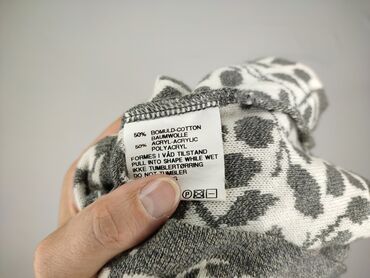 50% BOMULD-COTTON
BAUMWOLLE
50% ACRYL-ACRYLIC
POLYACRYL
FORMES I VÅD TILSTAND
PULL INTO SHAPE WHILE WET
IKKE TUMBLERTØRRING
DO NOT TUMBLER